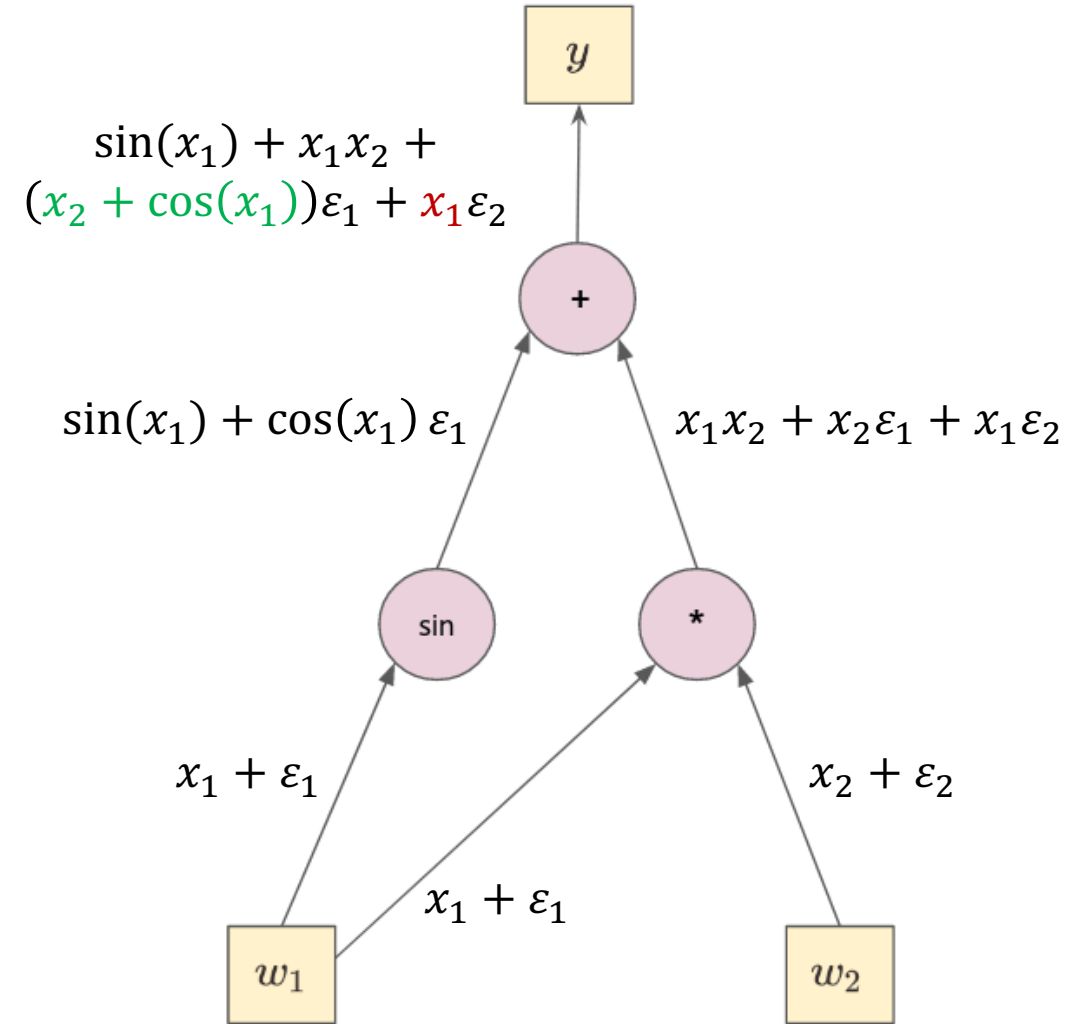 y
sin(x₁) + x₁x₂ +
(x₂ + cos(x₁))ε₁ + x₁ε₂
+
sin(x₁) + cos(x₁) ε₁
x₁x₂ + x₂ε₁ + x₁ε₂
sin
*
x₁ + ε₁
x₂ + ε₂
x₁ + ε₁
w₁
w₂